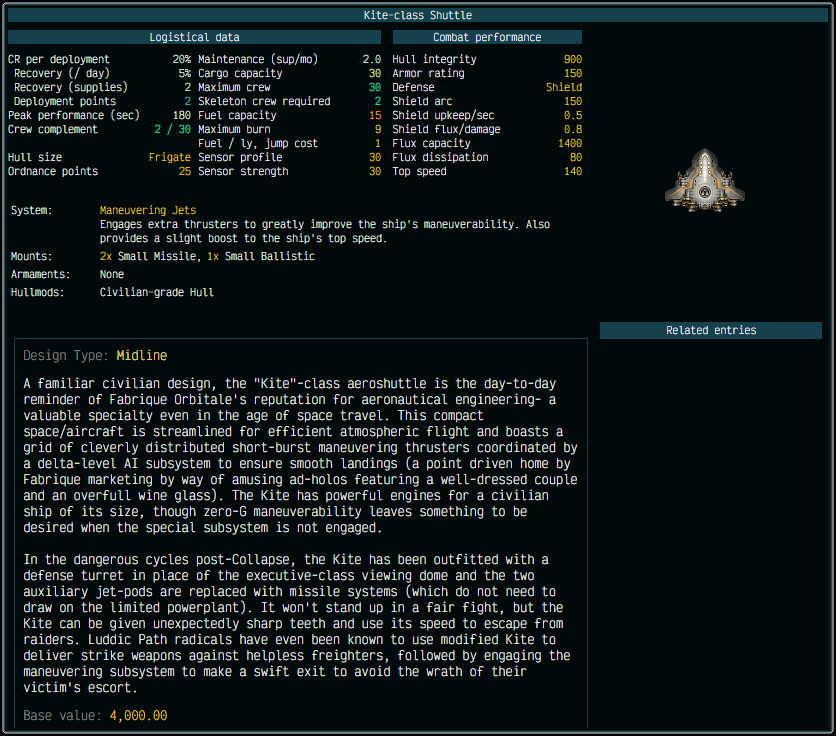 Kite-class Shuttle
Logistical data
CR per deployment 20%
Recovery (/ day) 5%
Recovery (supplies) 2
Deployment points 2
Peak performance (sec) 180
Crew complement 2 / 30
Hull size Frigate
Ordnance points 25
Maintenance (sup/mo) 2.0
Cargo capacity 30
Maximum crew 30
Skeleton crew required 2
Fuel capacity 15
Maximum burn 9
Fuel / ly, jump cost 1
Sensor profile 30
Sensor strength 30
Combat performance
Hull integrity 900
Armor rating 150
Defense Shield
Shield arc 150
Shield upkeep/sec 0.5
Shield flux/damage 0.8
Flux capacity 1400
Flux dissipation 80
Top speed 140
System: Maneuvering Jets
Engages extra thrusters to greatly improve the ship's maneuverability. Also
provides a slight boost to the ship's top speed.
Mounts: 2x Small Missile, 1x Small Ballistic
Armaments: None
Hullmods: Civilian-grade Hull
Related entries
Design Type: Midline
A familiar civilian design, the "Kite"-class aeroshuttle is the day-to-day
reminder of Fabrique Orbitale's reputation for aeronautical engineering- a
valuable specialty even in the age of space travel. This compact
space/aircraft is streamlined for efficient atmospheric flight and boasts a
grid of cleverly distributed short-burst maneuvering thrusters coordinated by
a delta-level AI subsystem to ensure smooth landings (a point driven home by
Fabrique marketing by way of amusing ad-holos featuring a well-dressed couple
and an overfull wine glass). The Kite has powerful engines for a civilian
ship of its size, though zero-G maneuverability leaves something to be
desired when the special subsystem is not engaged.
In the dangerous cycles post-Collapse, the Kite has been outfitted with a
defense turret in place of the executive-class viewing dome and the two
auxiliary jet-pods are replaced with missile systems (which do not need to
draw on the limited powerplant). It won't stand up in a fair fight, but the
Kite can be given unexpectedly sharp teeth and use its speed to escape from
raiders. Luddic Path radicals have even been known to use modified Kite to
deliver strike weapons against helpless freighters, followed by engaging the
maneuvering subsystem to make a swift exit to avoid the wrath of their
victim's escort.
Base value: 4,000.00